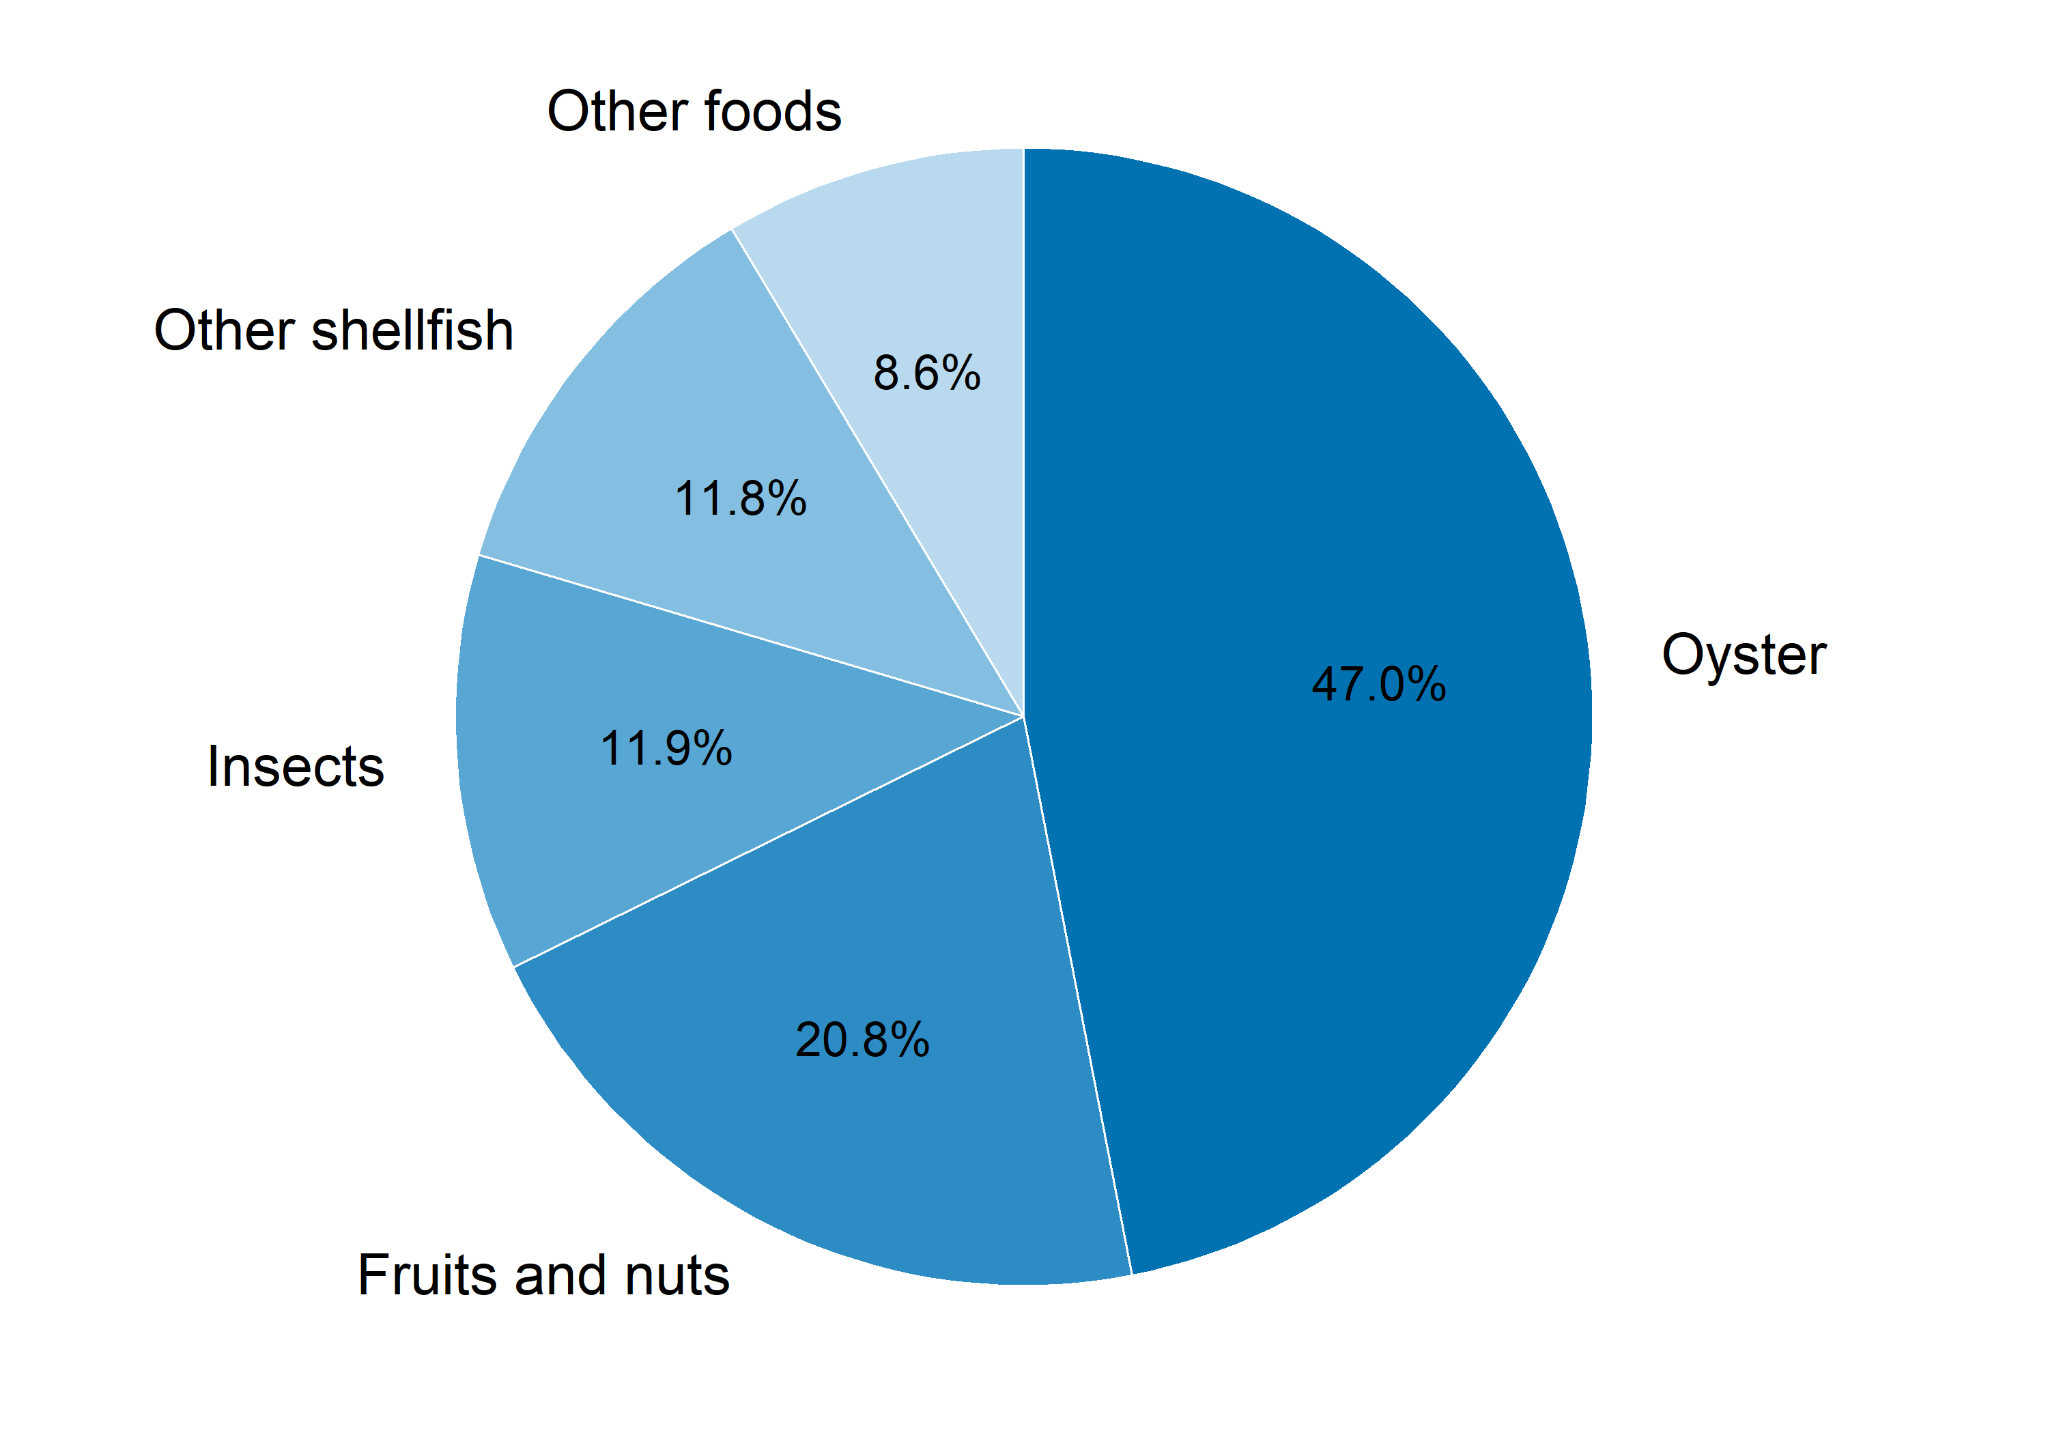 Other foods
8.6%
Other shellfish
11.8%
Oyster
47.0%
Insects
11.9%
20.8%
Fruits and nuts